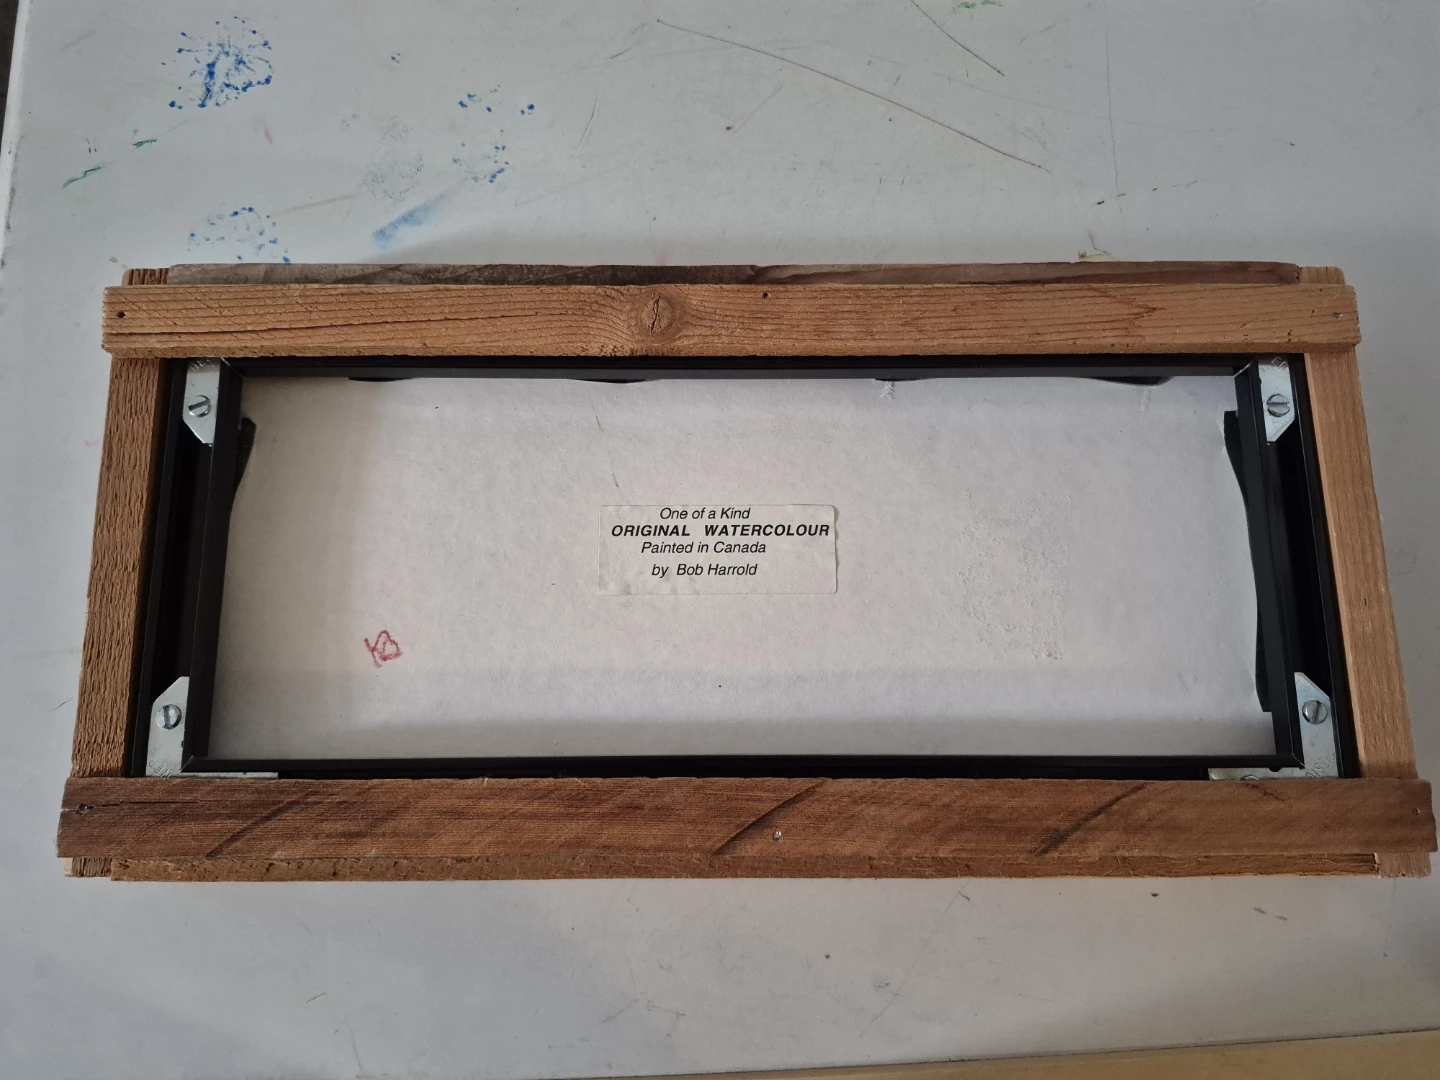 One of a Kind
ORIGINAL WATERCOLOUR
Painted in Canada
by Bob Harrold